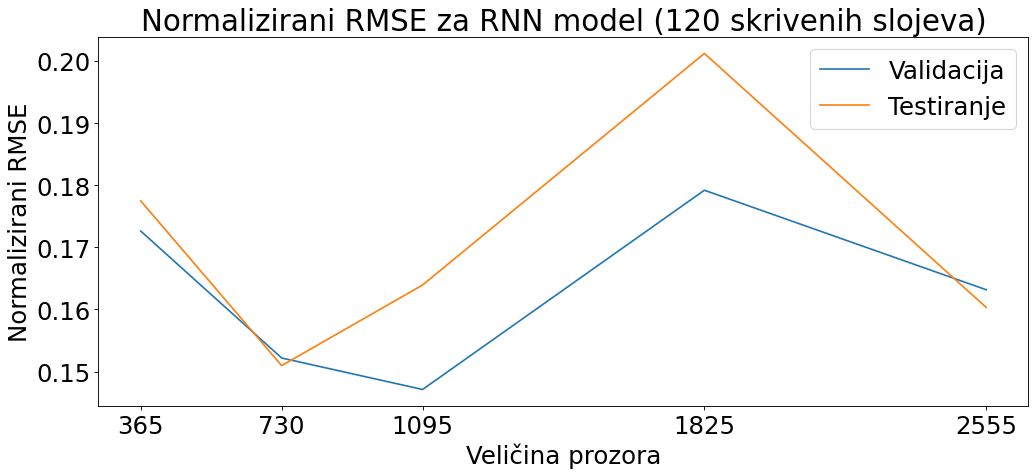 Normalizirani RMSE za RNN model (120 skrivenih slojeva)
Normalizirani RMSE
0.20
0.19
0.18
0.17
0.16
0.15
Validacija
Testiranje
365 730 1095 1825 2555
Veličina prozora